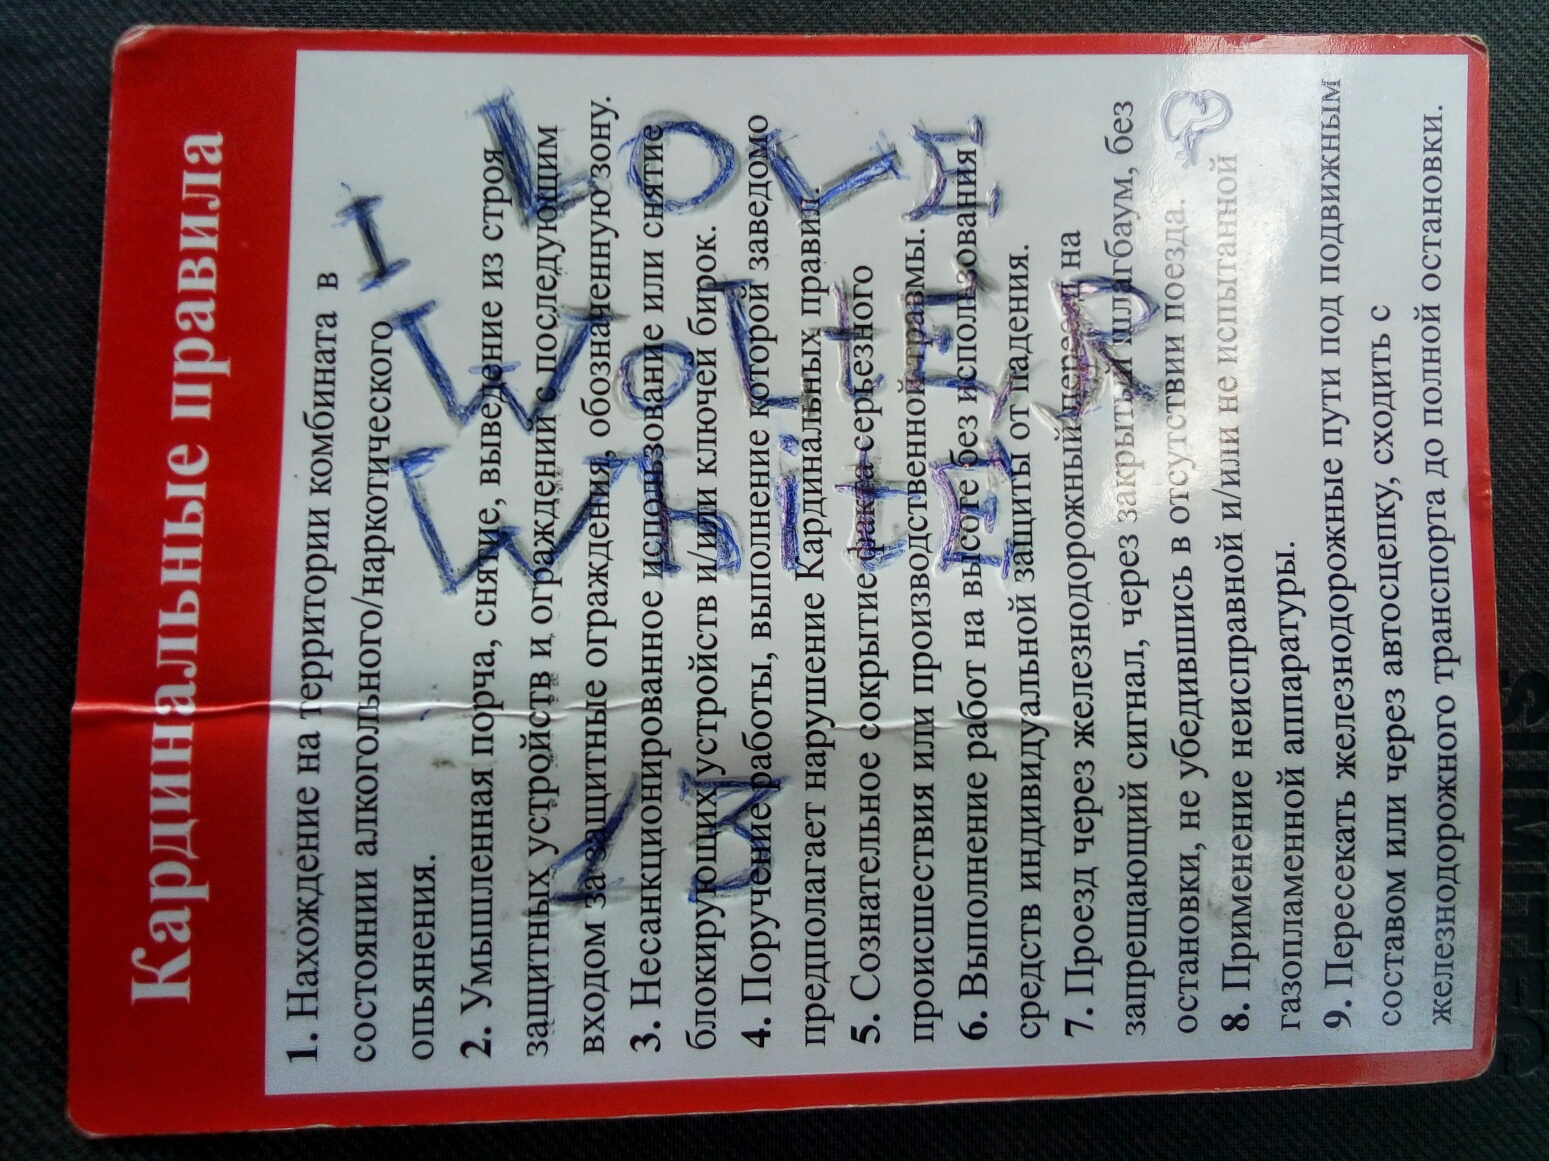 Кардинальные правила
1. Нахождение на территории комбината в
состоянии алкогольного/наркотического
опьянения.
2. Умышленная порча, снятие, выведение из строя
защитных устройств и ограждений с последующим
входом за защитные ограждения, обозначенную зону.
3. Несанкционированное использование или снятие
блокирующих устройств и/или ключей бирок.
4. Поручение работы, выполнение которой заведомо
предполагает нарушение Кардинальных правил.
5. Сознательное сокрытие факта серьезного
происшествия или производственной травмы.
6. Выполнение работ на высоте без использования
средств индивидуальной защиты от падения.
7. Проезд через железнодорожный переезд на
запрещающий сигнал, через закрытый шлагбаум, без
остановки, не убедившись в отсутствии поезда.
8. Применение неисправной и/или не испытанной
газопламенной аппаратуры.
9. Пересекать железнодорожные пути под подвижным
составом или через автосцепку, сходить с
железнодорожного транспорта до полной остановки.
I
LOVE
WOLtER
WhitE